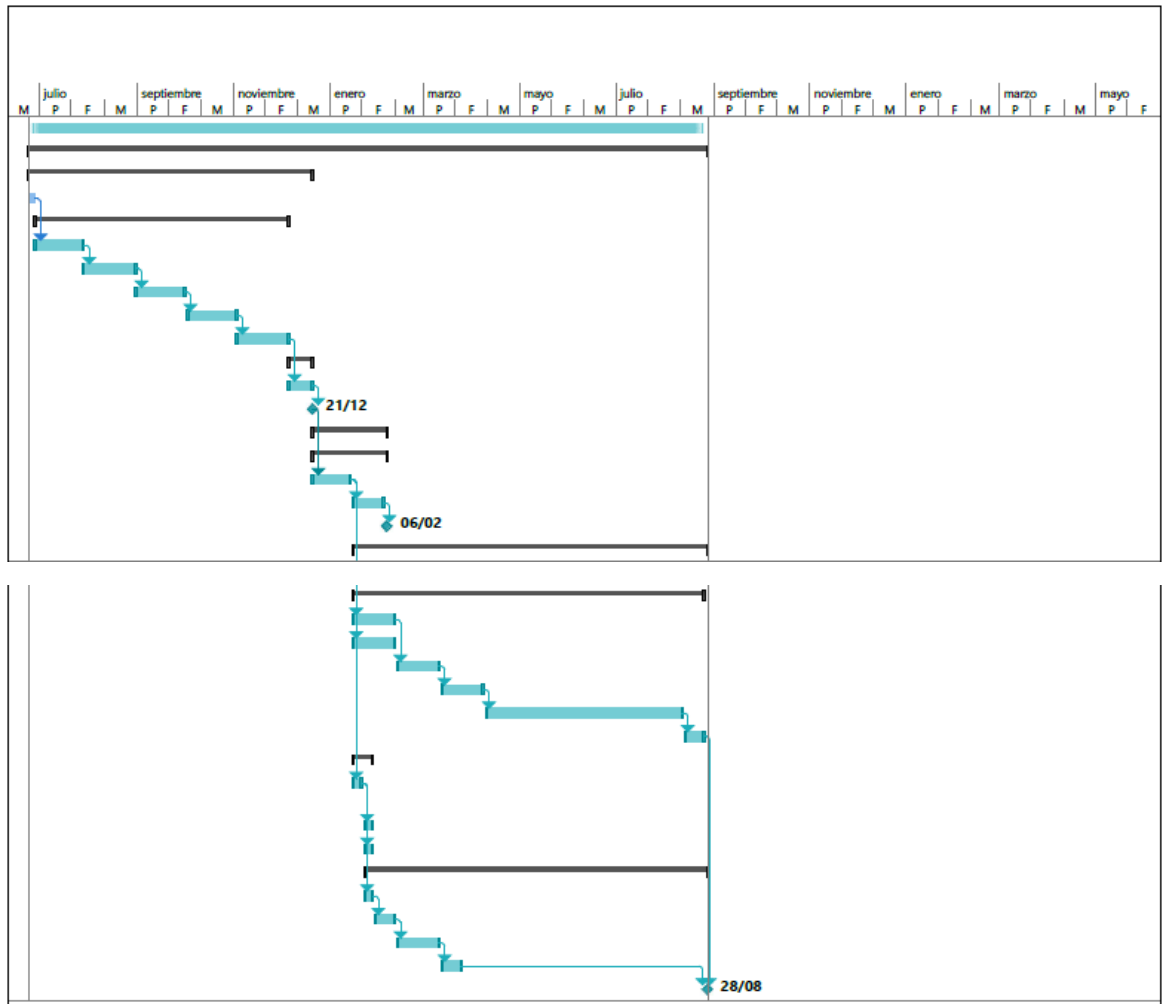 julio septiembre noviembre enero marzo mayo julio septiembre noviembre enero marzo mayo
M P F M P F M P F M P F M P F M P F M P F M P F M P F M P F M P F M P F
21/12
06/02
28/08